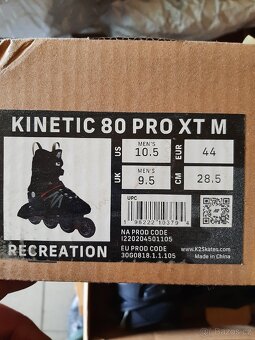 KINETIC 80 PRO XT M
US MEN'S 10.5 EUR 44
UK MEN'S 9.5 CM 28.5
UPC
NA PROD CODE
I220204501105
EU PROD CODE
30G0818.1.1.105
RECREATION
www.K2Skates.com
Made in China